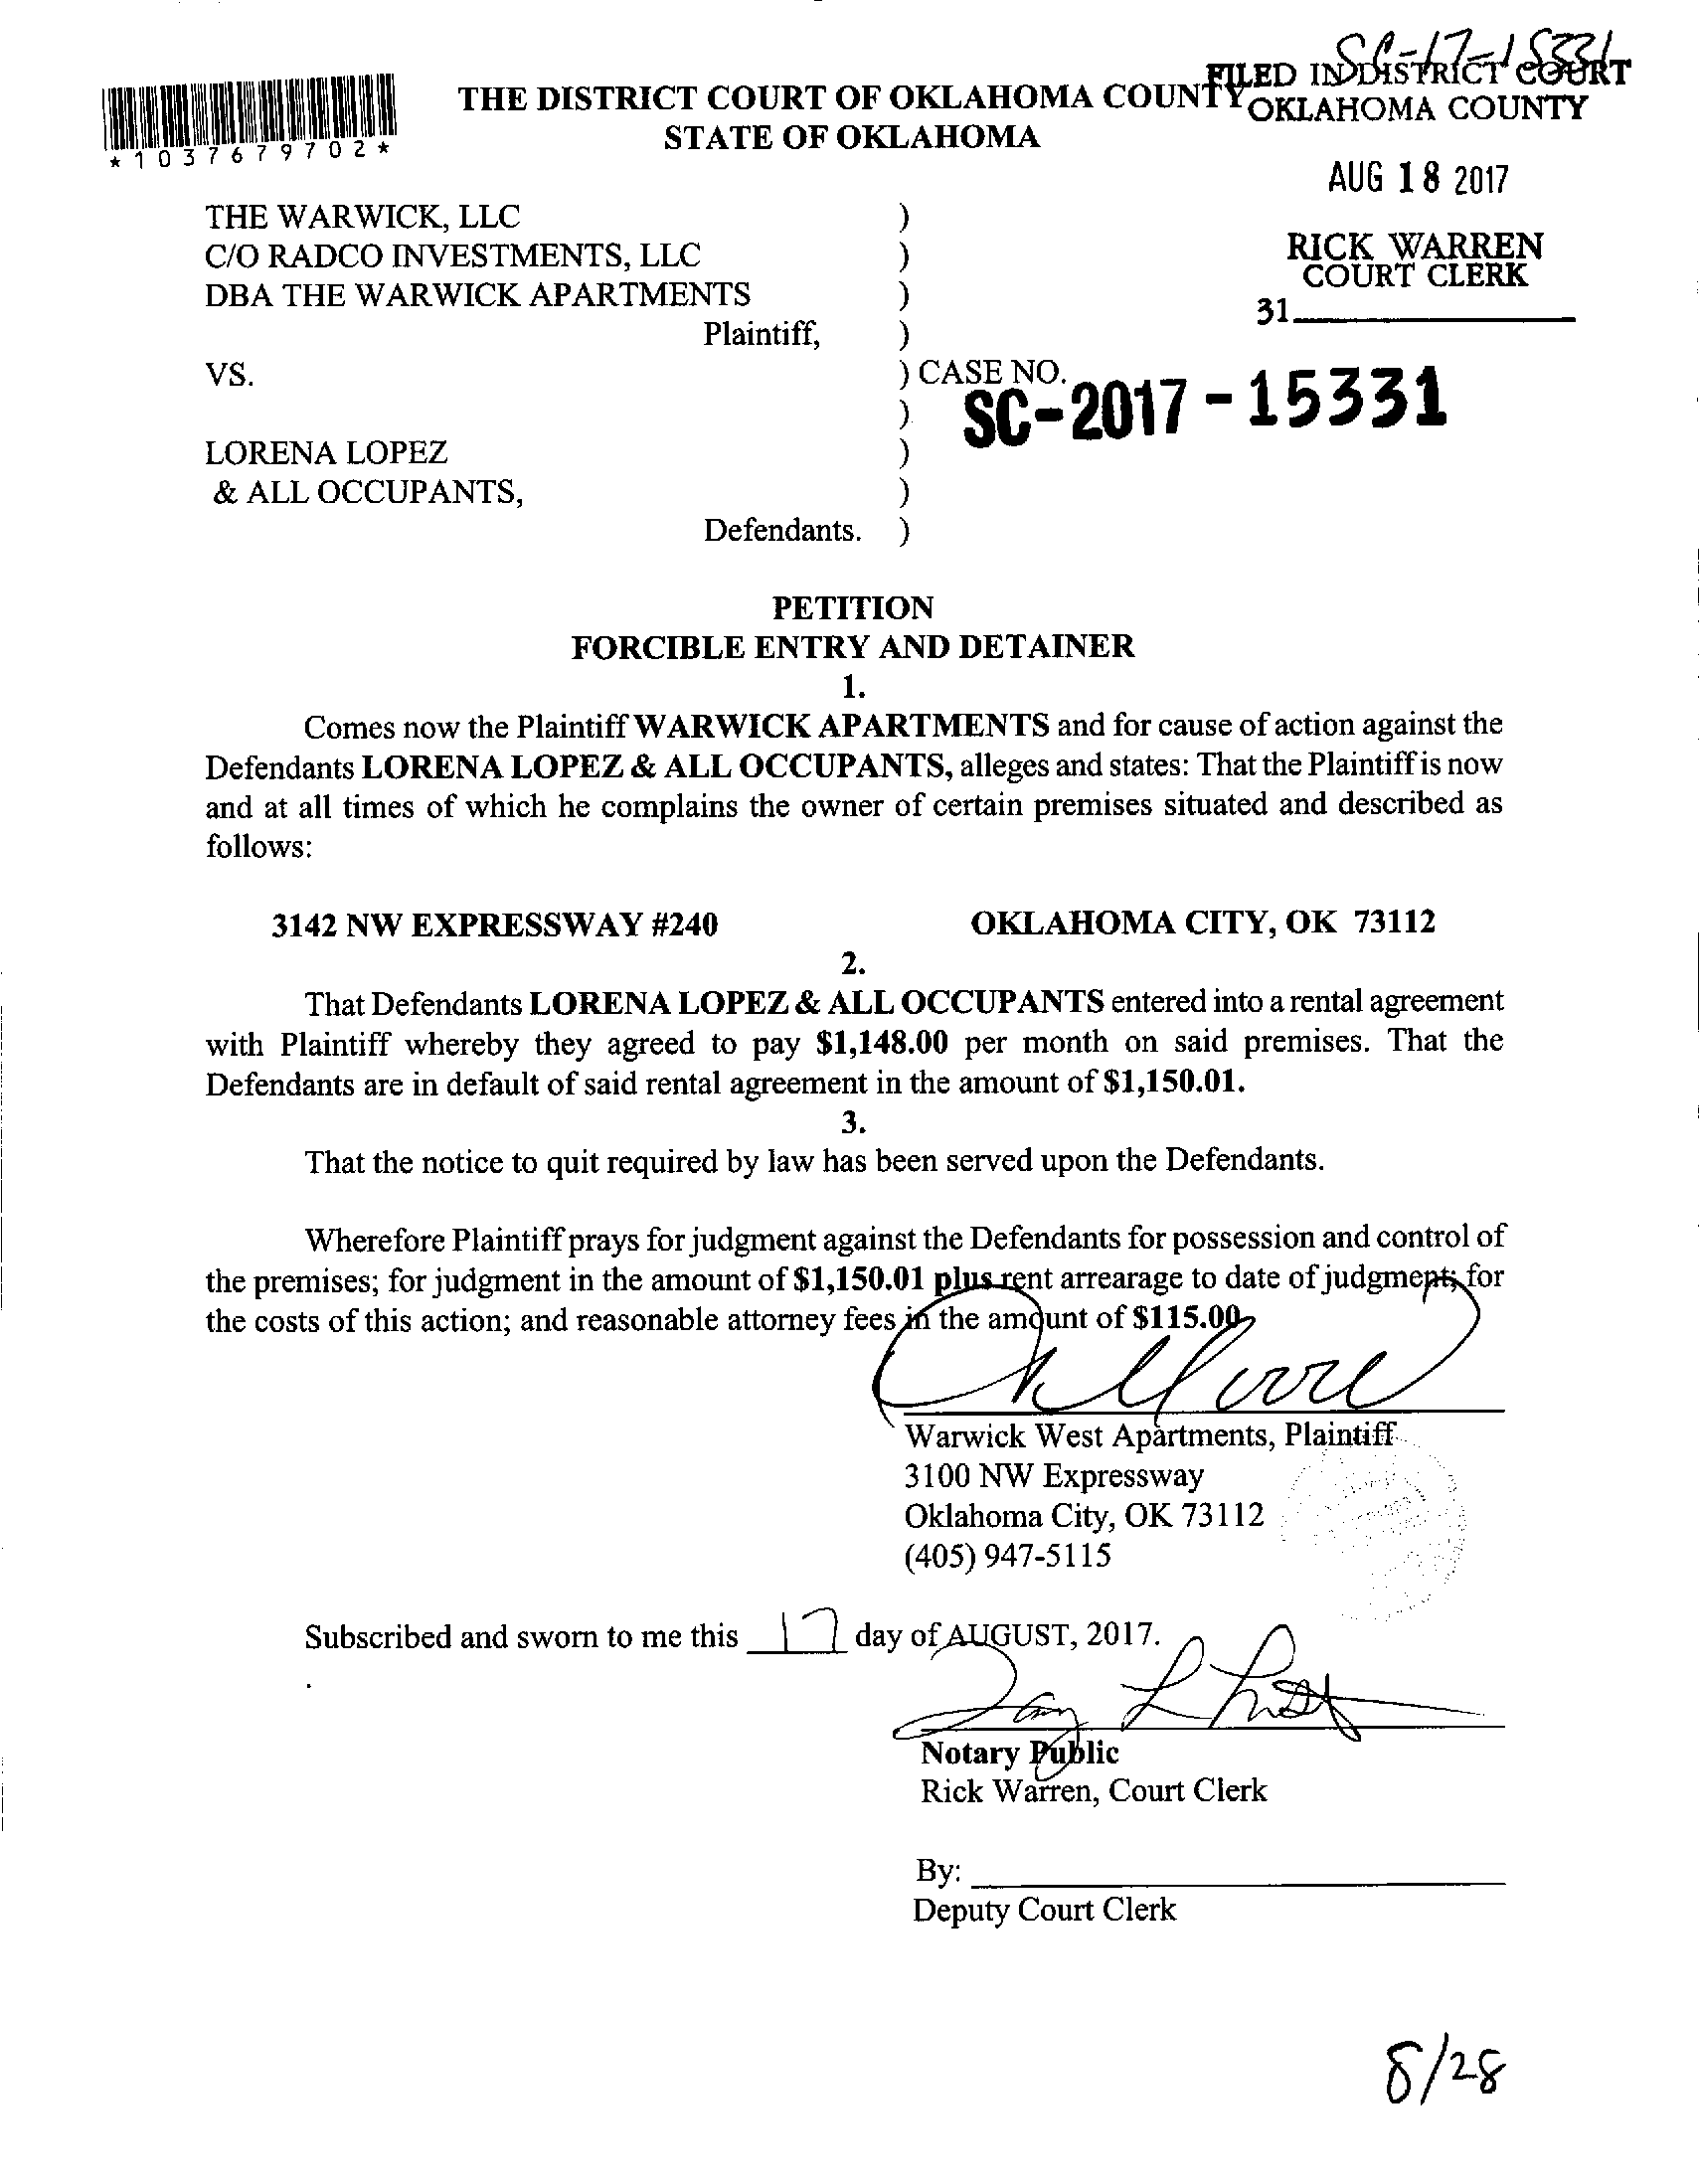 SC-17-15331
FILED IN DISTRICT COURT
OKLAHOMA COUNTY
THE DISTRICT COURT OF OKLAHOMA COUNTY
STATE OF OKLAHOMA
*1037679702*
AUG 18 2017
RICK WARREN
COURT CLERK
31
THE WARWICK, LLC )
C/O RADCO INVESTMENTS, LLC )
DBA THE WARWICK APARTMENTS )
Plaintiff, )
VS. ) CASE NO.
) SC-2017-15331
LORENA LOPEZ )
& ALL OCCUPANTS, )
Defendants. )
PETITION
FORCIBLE ENTRY AND DETAINER
1.
Comes now the Plaintiff WARWICK APARTMENTS and for cause of action against the
Defendants LORENA LOPEZ & ALL OCCUPANTS, alleges and states: That the Plaintiff is now
and at all times of which he complains the owner of certain premises situated and described as
follows:
3142 NW EXPRESSWAY #240 OKLAHOMA CITY, OK 73112
2.
That Defendants LORENA LOPEZ & ALL OCCUPANTS entered into a rental agreement
with Plaintiff whereby they agreed to pay $1,148.00 per month on said premises. That the
Defendants are in default of said rental agreement in the amount of $1,150.01.
3.
That the notice to quit required by law has been served upon the Defendants.
Wherefore Plaintiff prays for judgment against the Defendants for possession and control of
the premises; for judgment in the amount of $1,150.01 plus rent arrearage to date of judgment; for
the costs of this action; and reasonable attorney fees in the amount of $115.00.
Warwick West Apartments, Plaintiff
3100 NW Expressway
Oklahoma City, OK 73112
(405) 947-5115
Subscribed and sworn to me this 17 day of AUGUST, 2017.
Notary Public
Rick Warren, Court Clerk
By:
Deputy Court Clerk
8/28